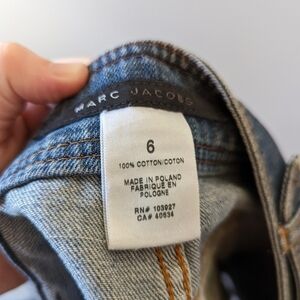 MARC JACOBS
6
100% COTTON/COTON
MADE IN POLAND
FABRIQUÉ EN
POLOGNE
RN# 103927
CA# 40634